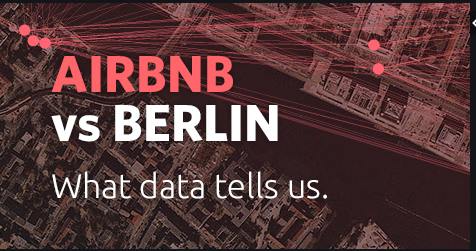 AIRBNB
vs BERLIN
What data tells us.